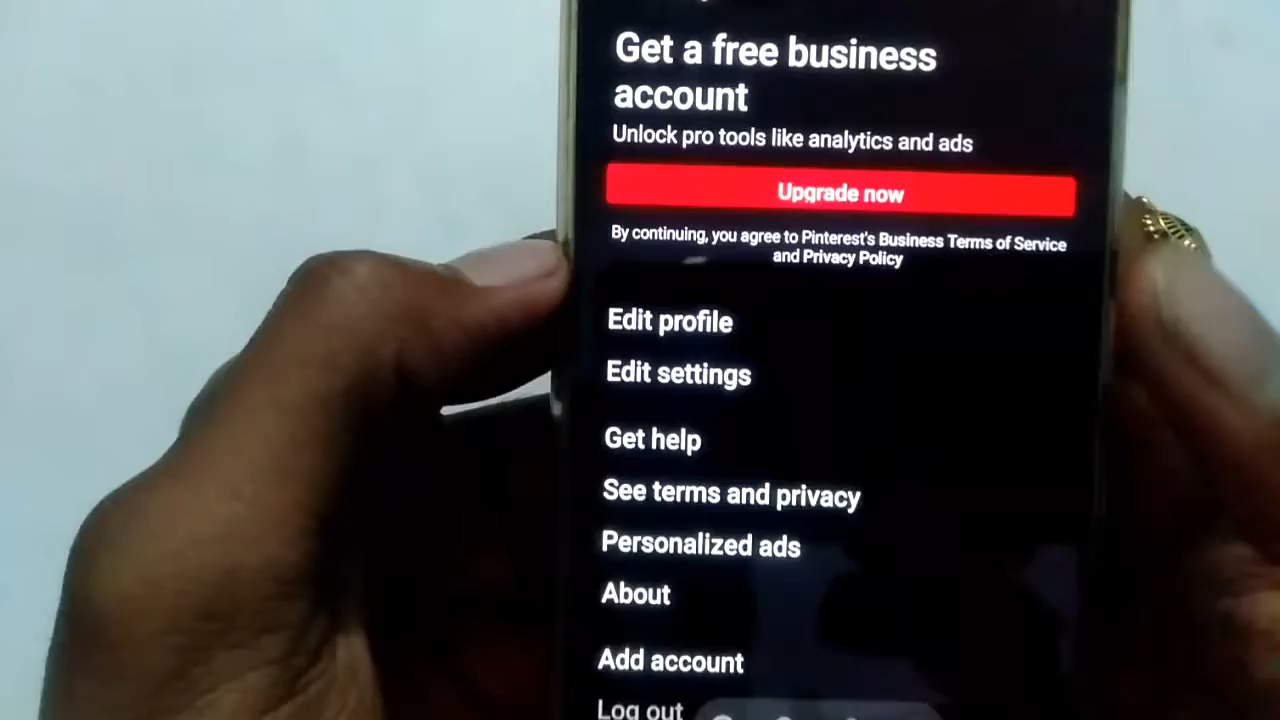 Get a free business
account
Unlock pro tools like analytics and ads
Upgrade now
By continuing, you agree to Pinterest's Business Terms of Service
and Privacy Policy
Edit profile
Edit settings
Get help
See terms and privacy
Personalized ads
About
Add account
Log out